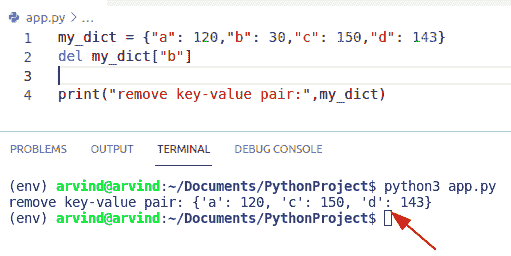 app.py > ...
1 my_dict = {"a": 120,"b": 30,"c": 150,"d": 143}
2 del my_dict["b"]
3
4 print("remove key-value pair:",my_dict)
PROBLEMS OUTPUT TERMINAL DEBUG CONSOLE
(env) arvind@arvind:~/Documents/PythonProject$ python3 app.py
remove key-value pair: {'a': 120, 'c': 150, 'd': 143}
(env) arvind@arvind:~/Documents/PythonProject$